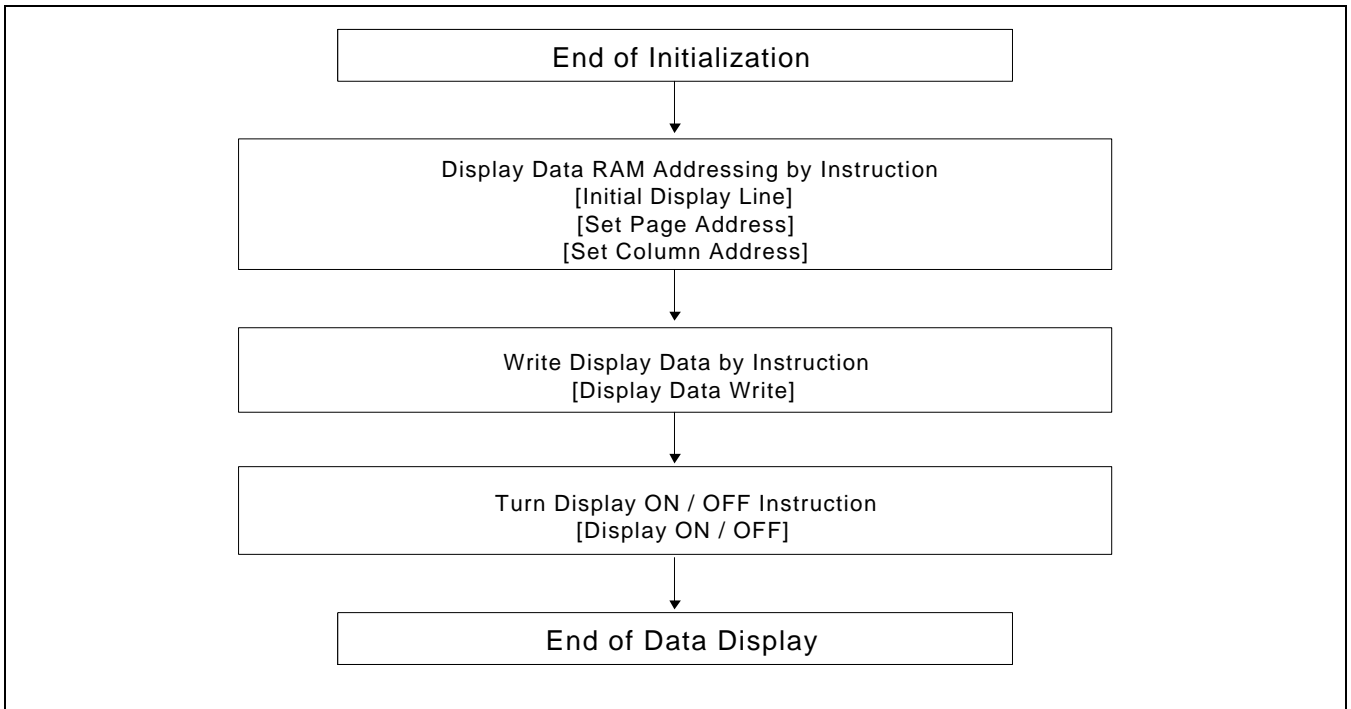 End of Initialization
Display Data RAM Addressing by Instruction
[Initial Display Line]
[Set Page Address]
[Set Column Address]
Write Display Data by Instruction
[Display Data Write]
Turn Display ON / OFF Instruction
[Display ON / OFF]
End of Data Display